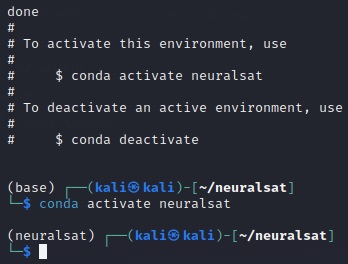 done
#
# To activate this environment, use
#
#     $ conda activate neuralsat
#
# To deactivate an active environment, use
#
#     $ conda deactivate
(base) ┌──(kali㉿kali)-[~/neuralsat]
└─$ conda activate neuralsat
(neuralsat) ┌──(kali㉿kali)-[~/neuralsat]
└─$